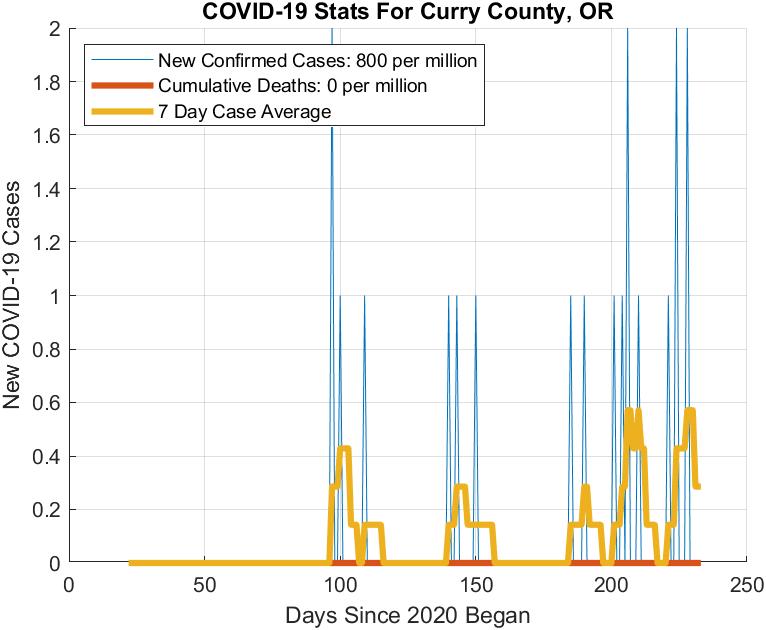 COVID-19 Stats For Curry County, OR
New Confirmed Cases: 800 per million
Cumulative Deaths: 0 per million
7 Day Case Average
New COVID-19 Cases
2
1.8
1.6
1.4
1.2
1
0.8
0.6
0.4
0.2
0
0 50 100 150 200 250
Days Since 2020 Began